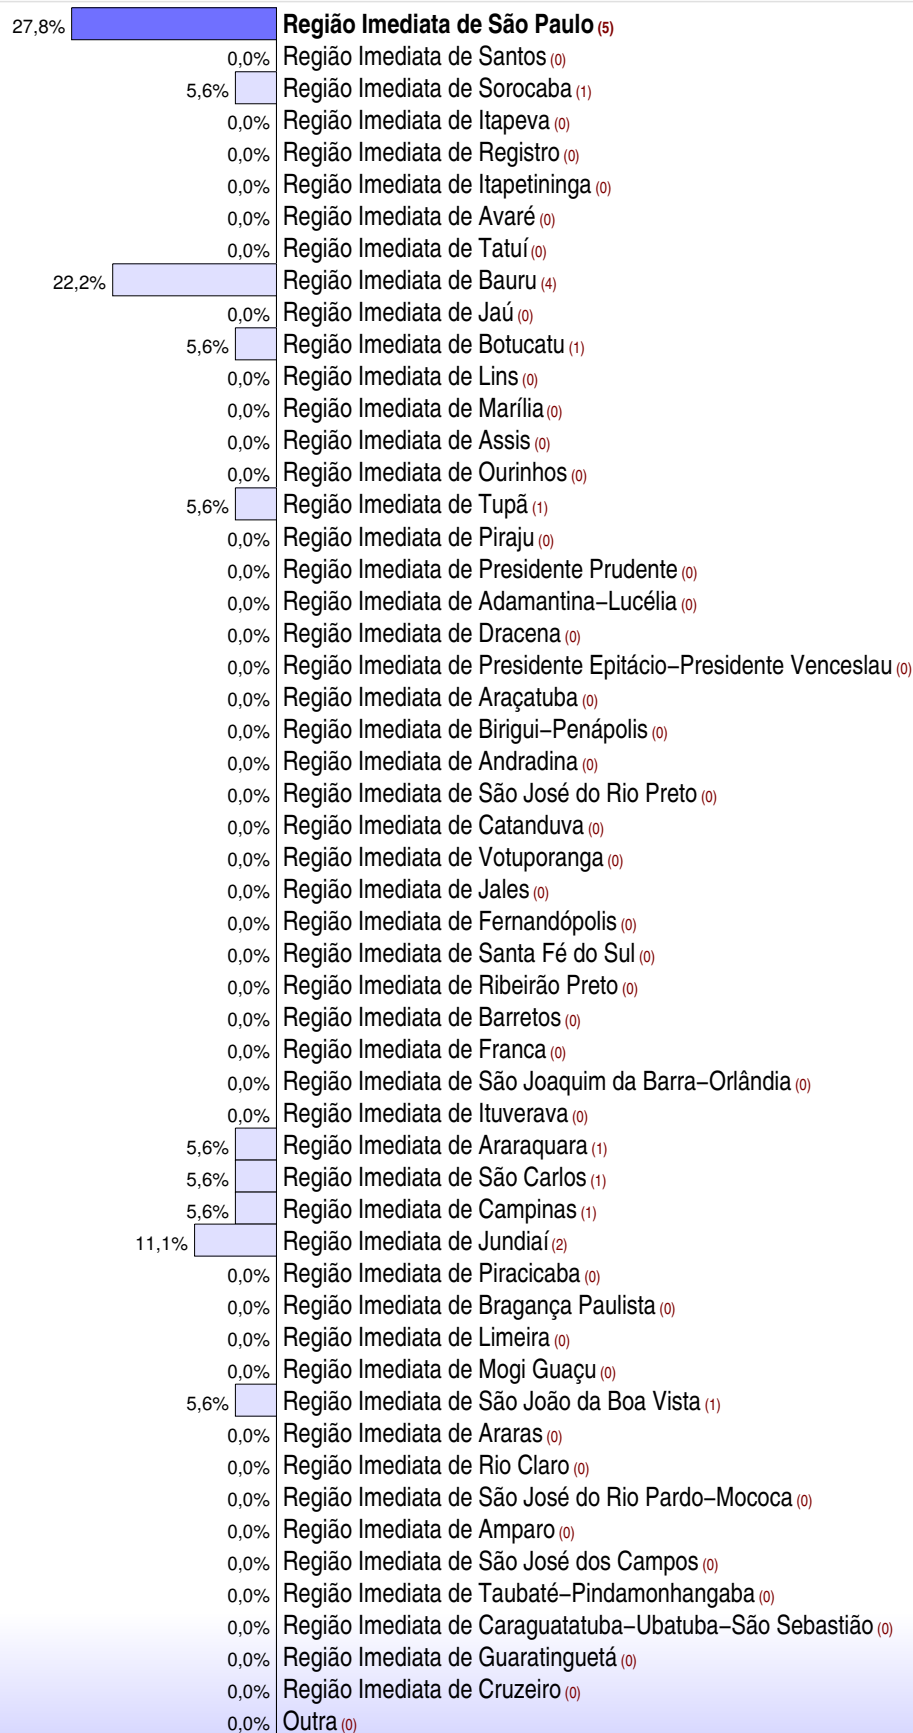 27,8% Região Imediata de São Paulo (5)
0,0% Região Imediata de Santos (0)
5,6% Região Imediata de Sorocaba (1)
0,0% Região Imediata de Itapeva (0)
0,0% Região Imediata de Registro (0)
0,0% Região Imediata de Itapetininga (0)
0,0% Região Imediata de Avaré (0)
0,0% Região Imediata de Tatuí (0)
22,2% Região Imediata de Bauru (4)
0,0% Região Imediata de Jaú (0)
5,6% Região Imediata de Botucatu (1)
0,0% Região Imediata de Lins (0)
0,0% Região Imediata de Marília (0)
0,0% Região Imediata de Assis (0)
0,0% Região Imediata de Ourinhos (0)
5,6% Região Imediata de Tupã (1)
0,0% Região Imediata de Piraju (0)
0,0% Região Imediata de Presidente Prudente (0)
0,0% Região Imediata de Adamantina−Lucélia (0)
0,0% Região Imediata de Dracena (0)
0,0% Região Imediata de Presidente Epitácio−Presidente Venceslau (0)
0,0% Região Imediata de Araçatuba (0)
0,0% Região Imediata de Birigui−Penápolis (0)
0,0% Região Imediata de Andradina (0)
0,0% Região Imediata de São José do Rio Preto (0)
0,0% Região Imediata de Catanduva (0)
0,0% Região Imediata de Votuporanga (0)
0,0% Região Imediata de Jales (0)
0,0% Região Imediata de Fernandópolis (0)
0,0% Região Imediata de Santa Fé do Sul (0)
0,0% Região Imediata de Ribeirão Preto (0)
0,0% Região Imediata de Barretos (0)
0,0% Região Imediata de Franca (0)
0,0% Região Imediata de São Joaquim da Barra−Orlândia (0)
0,0% Região Imediata de Ituverava (0)
5,6% Região Imediata de Araraquara (1)
5,6% Região Imediata de São Carlos (1)
5,6% Região Imediata de Campinas (1)
11,1% Região Imediata de Jundiaí (2)
0,0% Região Imediata de Piracicaba (0)
0,0% Região Imediata de Bragança Paulista (0)
0,0% Região Imediata de Limeira (0)
0,0% Região Imediata de Mogi Guaçu (0)
5,6% Região Imediata de São João da Boa Vista (1)
0,0% Região Imediata de Araras (0)
0,0% Região Imediata de Rio Claro (0)
0,0% Região Imediata de São José do Rio Pardo−Mococa (0)
0,0% Região Imediata de Amparo (0)
0,0% Região Imediata de São José dos Campos (0)
0,0% Região Imediata de Taubaté−Pindamonhangaba (0)
0,0% Região Imediata de Caraguatatuba−Ubatuba−São Sebastião (0)
0,0% Região Imediata de Guaratinguetá (0)
0,0% Região Imediata de Cruzeiro (0)
0,0% Outra (0)